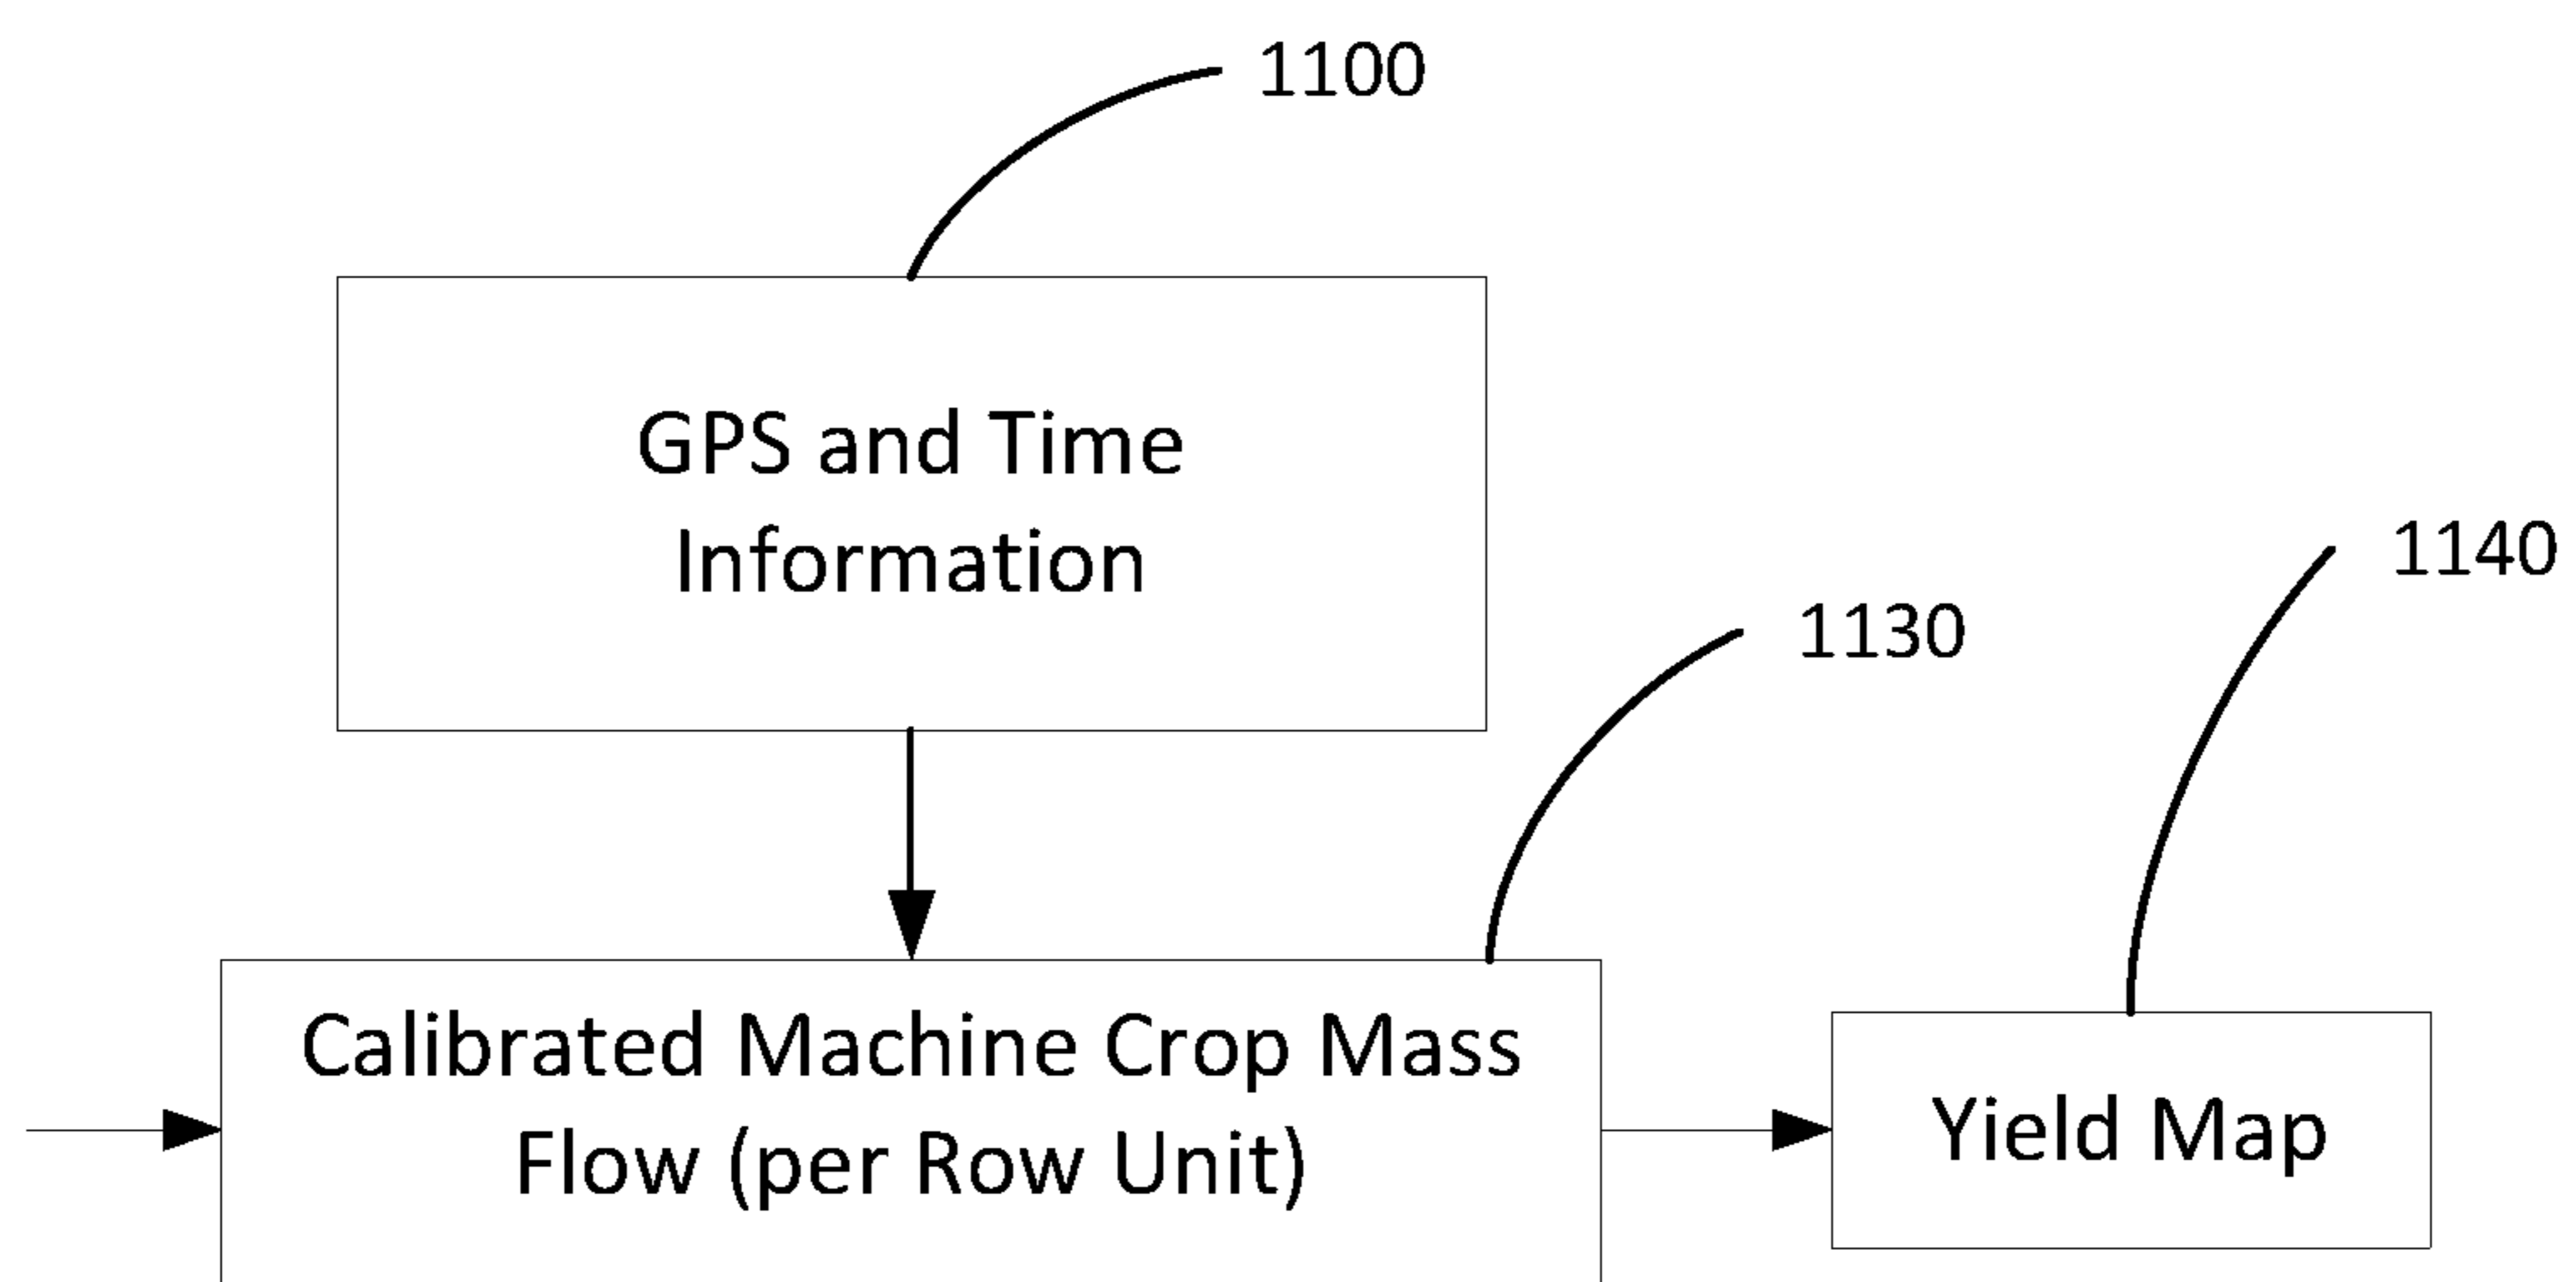 1100
GPS and Time
Information
1140
1130
Calibrated Machine Crop Mass
Flow (per Row Unit)
Yield Map